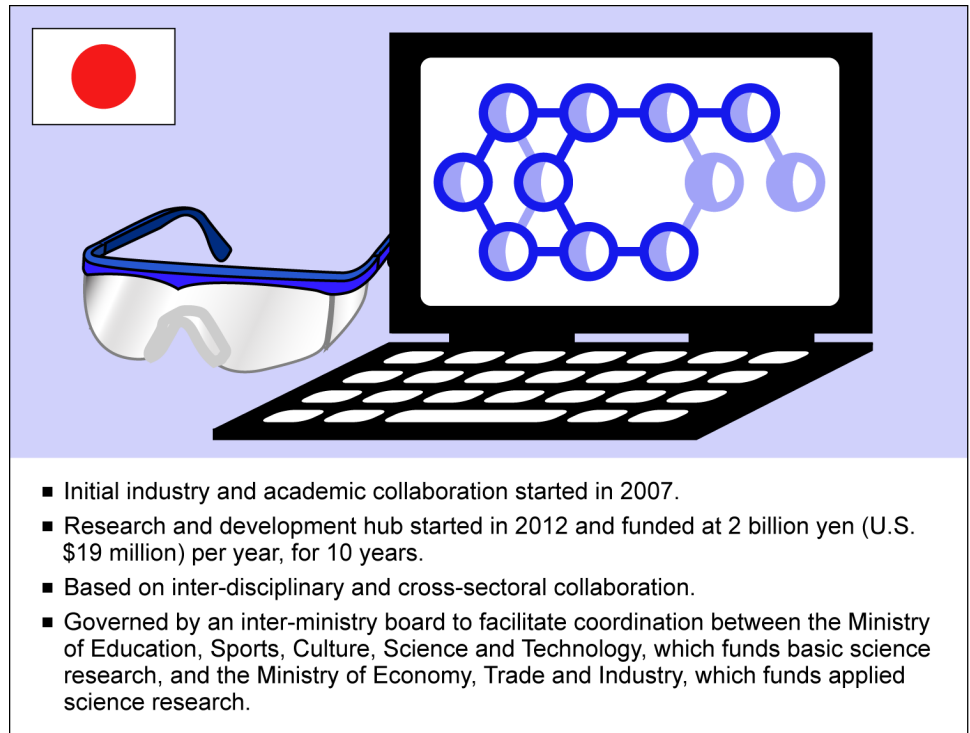 ■ Initial industry and academic collaboration started in 2007.
■ Research and development hub started in 2012 and funded at 2 billion yen (U.S.
$19 million) per year, for 10 years.
■ Based on inter-disciplinary and cross-sectoral collaboration.
■ Governed by an inter-ministry board to facilitate coordination between the Ministry
of Education, Sports, Culture, Science and Technology, which funds basic science
research, and the Ministry of Economy, Trade and Industry, which funds applied
science research.